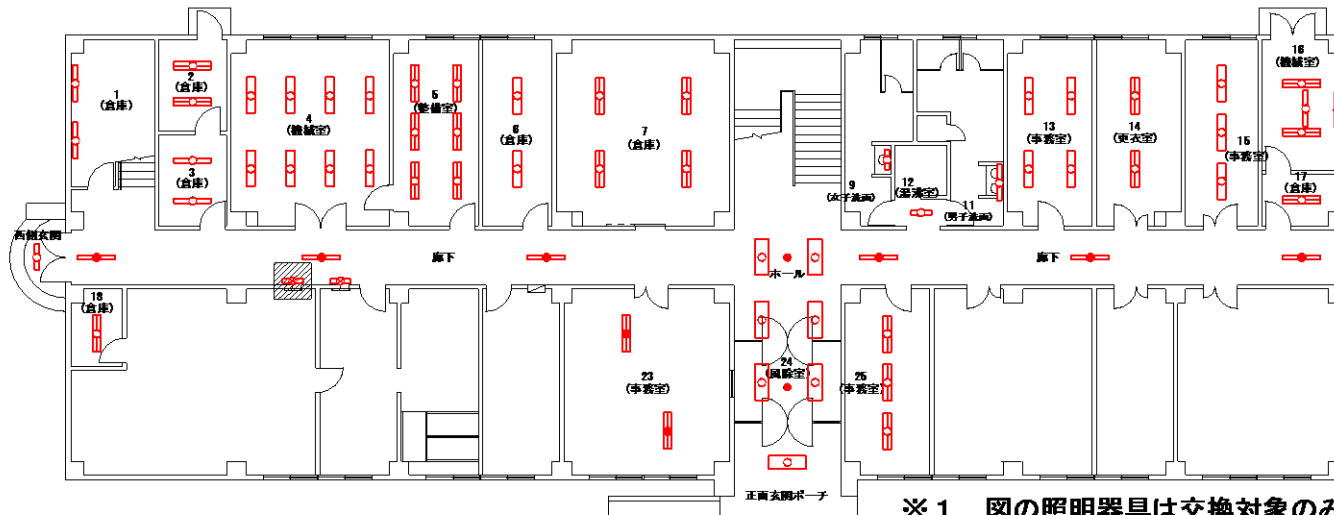 1
(倉庫)
2
(倉庫)
3
(倉庫)
4
(機械室)
5
(整備室)
6
(倉庫)
7
(倉庫)
9
(女子洗面)
12
(湯沸室)
11
(男子洗面)
13
(事務室)
14
(更衣室)
15
(事務室)
16
(機械室)
17
(倉庫)
西側玄関
廊下
ホール
廊下
18
(倉庫)
23
(事務室)
24
(風除室)
25
(事務室)
正面玄関ポーチ
※1 図の照明器具は交換対象のみ